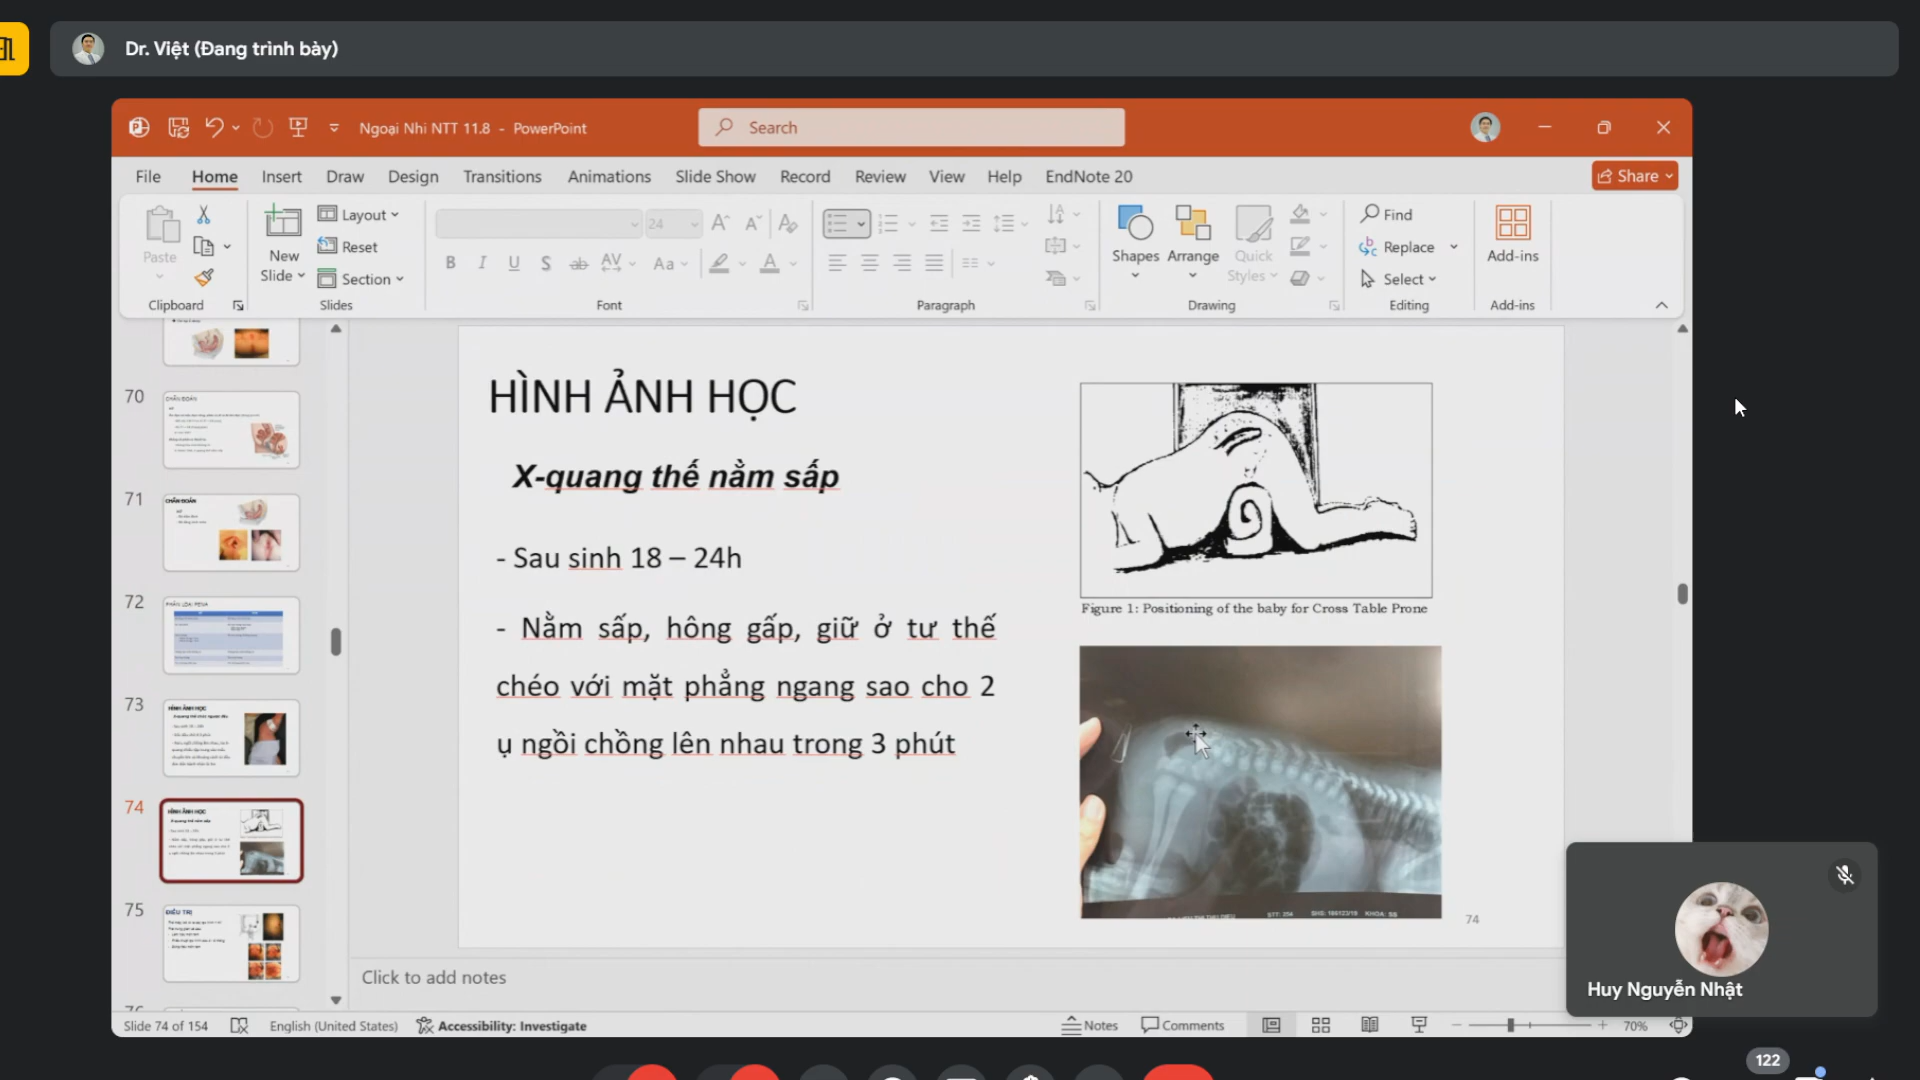 Dr. Việt (Đang trình bày)
Ngoại Nhi NTT 11.8 - PowerPoint
Search
File Home Insert Draw Design Transitions Animations Slide Show Record Review View Help EndNote 20
Share
Paste
New Slide
Layout
Reset
Section
24
Shapes
Arrange
Quick Styles
Find
Replace
Select
Add-ins
Clipboard
Slides
Font
Paragraph
Drawing
Editing
Add-ins
70
71
72
73
74
75
HÌNH ẢNH HỌC
X-quang thế nằm sấp
- Sau sinh 18 – 24h
- Nằm sấp, hông gấp, giữ ở tư thế
chéo với mặt phẳng ngang sao cho 2
ụ ngồi chồng lên nhau trong 3 phút
Figure 1: Positioning of the baby for Cross Table Prone
74
Click to add notes
Slide 74 of 154
English (United States)
Accessibility: Investigate
Notes
Comments
70%
Huy Nguyễn Nhật
122